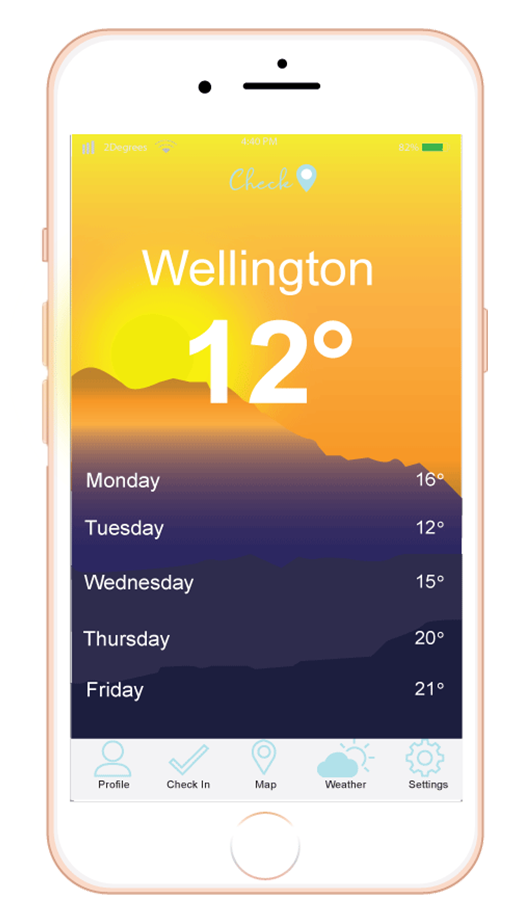 2Degrees 4:40 PM 82%
Check
Wellington
12°
Monday 16°
Tuesday 12°
Wednesday 15°
Thursday 20°
Friday 21°
Profile Check In Map Weather Settings